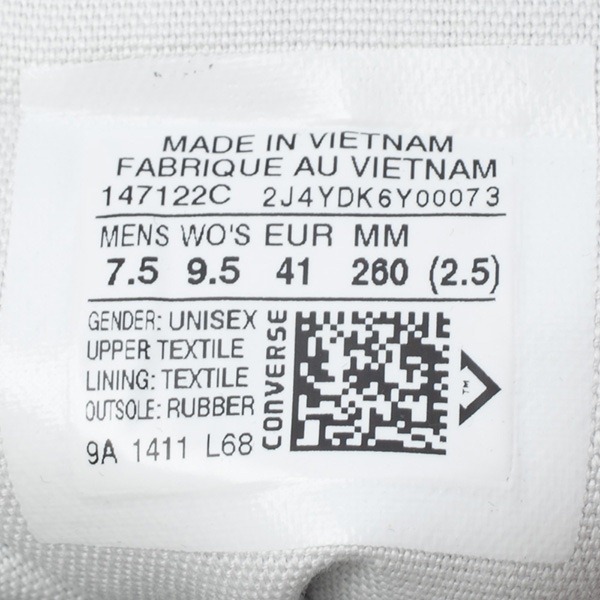 MADE IN VIETNAM
FABRIQUE AU VIETNAM
147122C 2J4YDK6Y00073
MENS WO'S EUR MM
7.5 9.5 41 260 (2.5)
GENDER: UNISEX
UPPER TEXTILE
LINING: TEXTILE
OUTSOLE: RUBBER
9A 1411 L68
CONVERSE
TM